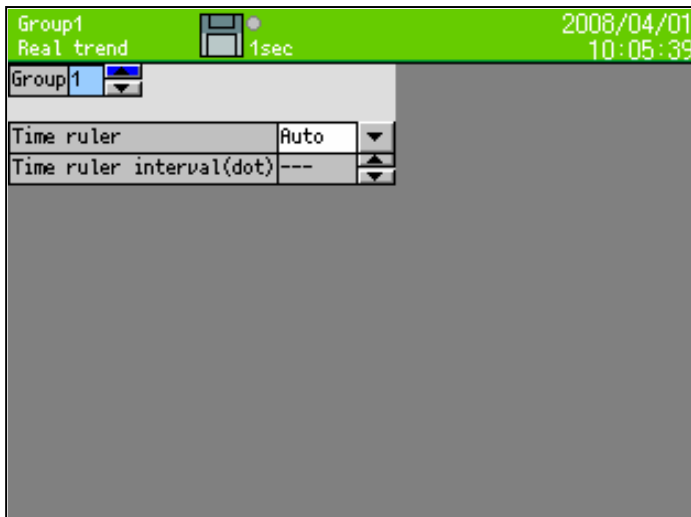 Group1
Real trend
1sec
2008/04/01
10:05:39
Group 1
Time ruler Auto
Time ruler interval(dot) ---